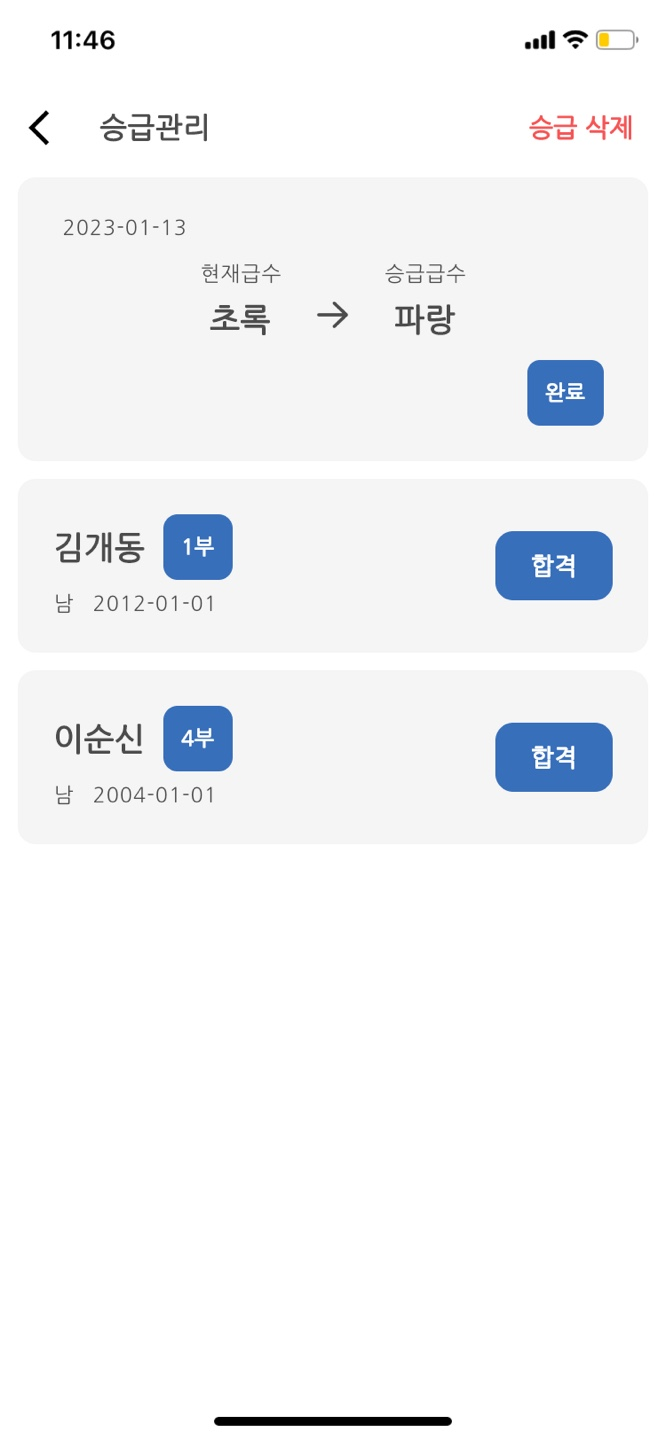 11:46
승급관리 승급 삭제
2023-01-13
현재급수 승급급수
초록 → 파랑
완료
김개동 1부
합격
남 2012-01-01
이순신 4부
합격
남 2004-01-01